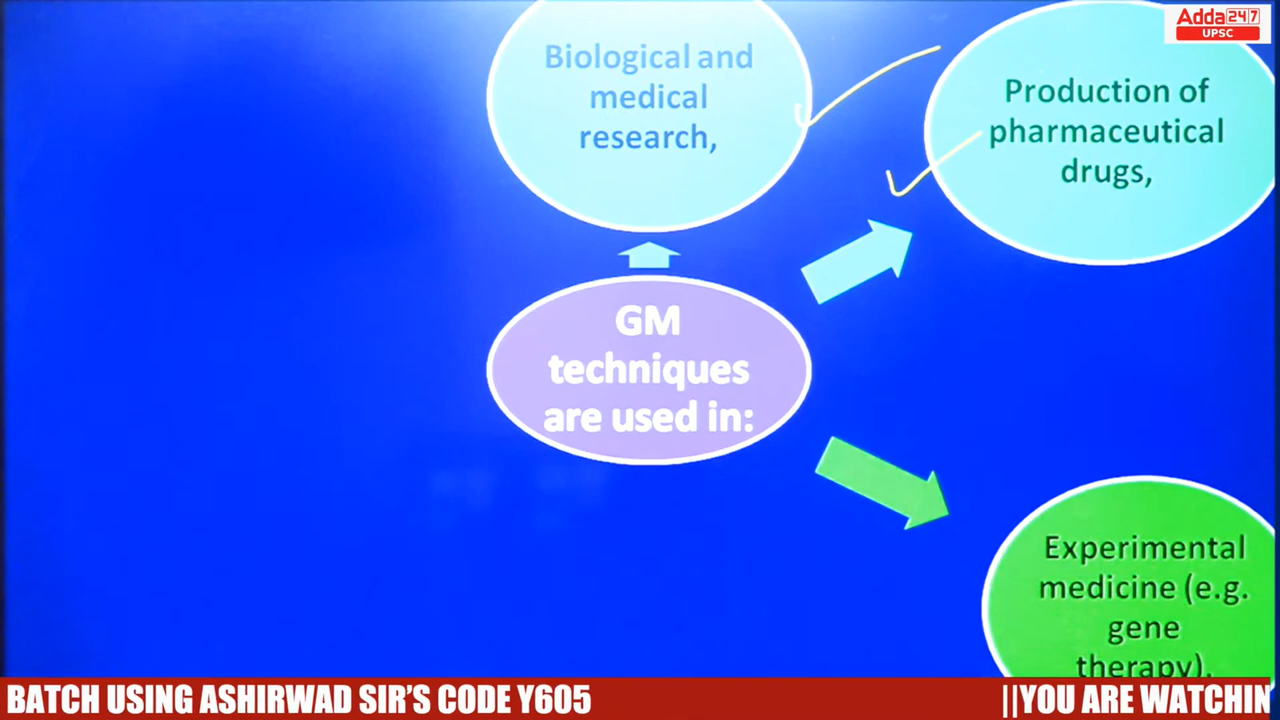 Biological and
medical
research,
Adda247
UPSC
Production of
pharmaceutical
drugs,
GM
techniques
are used in:
Experimental
medicine (e.g.
gene
therapy).
BATCH USING ASHIRWAD SIR'S CODE Y605
||YOU ARE WATCHIN